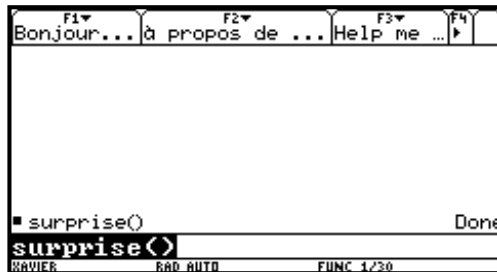 F1▼ F2▼ F3▼ F4
Bonjour... à propos de ... Help me … ▶
■ surprise() Done
surprise()
XAVIER RAD AUTO FUNC 1/30